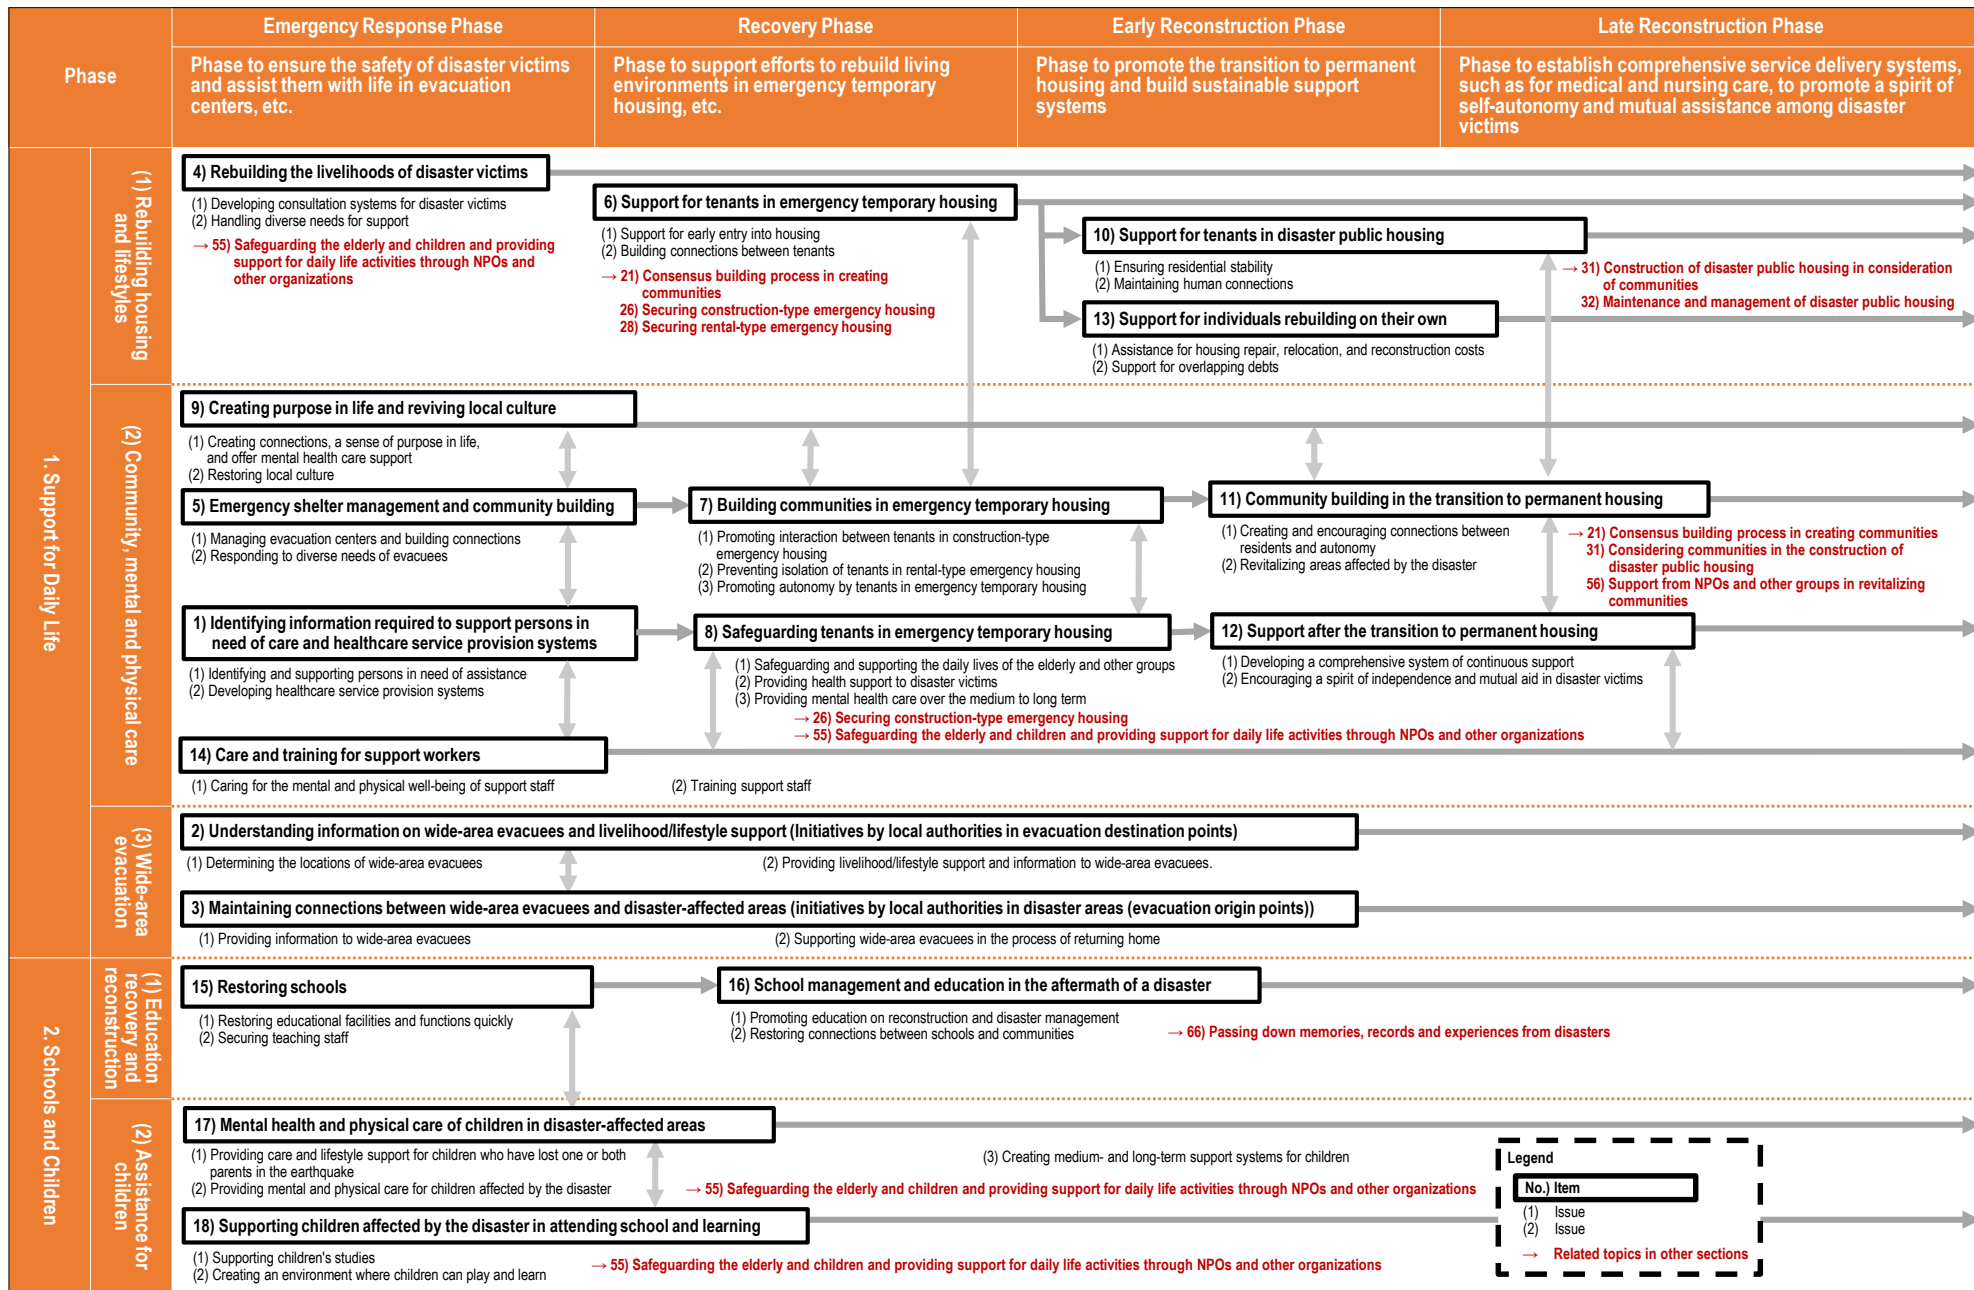 Phase
Emergency Response Phase
Recovery Phase
Early Reconstruction Phase
Late Reconstruction Phase
Phase to ensure the safety of disaster victims
and assist them with life in evacuation
centers, etc.
Phase to support efforts to rebuild living
environments in emergency temporary
housing, etc.
Phase to promote the transition to permanent
housing and build sustainable support
systems
Phase to establish comprehensive service delivery systems,
such as for medical and nursing care, to promote a spirit of
self-autonomy and mutual assistance among disaster
victims
1. Support for Daily Life
(1) Rebuilding housing
and lifestyles
4) Rebuilding the livelihoods of disaster victims
(1) Developing consultation systems for disaster victims
(2) Handling diverse needs for support
→ 55) Safeguarding the elderly and children and providing
support for daily life activities through NPOs and
other organizations
6) Support for tenants in emergency temporary housing
(1) Support for early entry into housing
(2) Building connections between tenants
→ 21) Consensus building process in creating
communities
26) Securing construction-type emergency housing
28) Securing rental-type emergency housing
10) Support for tenants in disaster public housing
(1) Ensuring residential stability
(2) Maintaining human connections
→ 31) Construction of disaster public housing in consideration
of communities
32) Maintenance and management of disaster public housing
13) Support for individuals rebuilding on their own
(1) Assistance for housing repair, relocation, and reconstruction costs
(2) Support for overlapping debts
(2) Community, mental and physical care
9) Creating purpose in life and reviving local culture
(1) Creating connections, a sense of purpose in life,
and offer mental health care support
(2) Restoring local culture
5) Emergency shelter management and community building
(1) Managing evacuation centers and building connections
(2) Responding to diverse needs of evacuees
7) Building communities in emergency temporary housing
(1) Promoting interaction between tenants in construction-type
emergency housing
(2) Preventing isolation of tenants in rental-type emergency housing
(3) Promoting autonomy by tenants in emergency temporary housing
11) Community building in the transition to permanent housing
(1) Creating and encouraging connections between
residents and autonomy
(2) Revitalizing areas affected by the disaster
→ 21) Consensus building process in creating communities
31) Considering communities in the construction of
disaster public housing
56) Support from NPOs and other groups in revitalizing
communities
1) Identifying information required to support persons in
need of care and healthcare service provision systems
(1) Identifying and supporting persons in need of assistance
(2) Developing healthcare service provision systems
8) Safeguarding tenants in emergency temporary housing
(1) Safeguarding and supporting the daily lives of the elderly and other groups
(2) Providing health support to disaster victims
(3) Providing mental health care over the medium to long term
→ 26) Securing construction-type emergency housing
→ 55) Safeguarding the elderly and children and providing support for daily life activities through NPOs and other organizations
12) Support after the transition to permanent housing
(1) Developing a comprehensive system of continuous support
(2) Encouraging a spirit of independence and mutual aid in disaster victims
14) Care and training for support workers
(1) Caring for the mental and physical well-being of support staff
(2) Training support staff
(3) Wide-area
evacuation
2) Understanding information on wide-area evacuees and livelihood/lifestyle support (Initiatives by local authorities in evacuation destination points)
(1) Determining the locations of wide-area evacuees
(2) Providing livelihood/lifestyle support and information to wide-area evacuees.
3) Maintaining connections between wide-area evacuees and disaster-affected areas (initiatives by local authorities in disaster areas (evacuation origin points))
(1) Providing information to wide-area evacuees
(2) Supporting wide-area evacuees in the process of returning home
2. Schools and Children
(1) Education
recovery and
reconstruction
15) Restoring schools
(1) Restoring educational facilities and functions quickly
(2) Securing teaching staff
16) School management and education in the aftermath of a disaster
(1) Promoting education on reconstruction and disaster management
(2) Restoring connections between schools and communities
→ 66) Passing down memories, records and experiences from disasters
(2) Assistance for
children
17) Mental health and physical care of children in disaster-affected areas
(1) Providing care and lifestyle support for children who have lost one or both
parents in the earthquake
(2) Providing mental and physical care for children affected by the disaster
(3) Creating medium- and long-term support systems for children
→ 55) Safeguarding the elderly and children and providing support for daily life activities through NPOs and other organizations
18) Supporting children affected by the disaster in attending school and learning
(1) Supporting children's studies
(2) Creating an environment where children can play and learn
→ 55) Safeguarding the elderly and children and providing support for daily life activities through NPOs and other organizations
Legend
No.) Item
(1) Issue
(2) Issue
→ Related topics in other sections